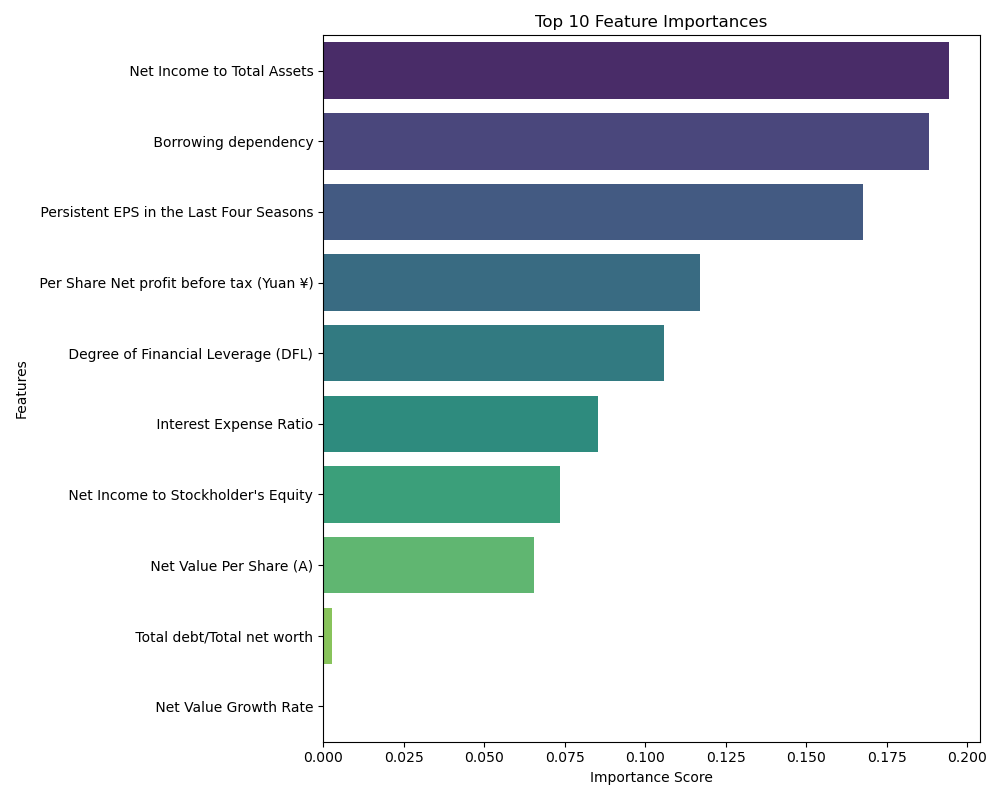 Top 10 Feature Importances
Net Income to Total Assets
Borrowing dependency
Persistent EPS in the Last Four Seasons
Per Share Net profit before tax (Yuan ¥)
Degree of Financial Leverage (DFL)
Interest Expense Ratio
Net Income to Stockholder's Equity
Net Value Per Share (A)
Total debt/Total net worth
Net Value Growth Rate
Features
0.000 0.025 0.050 0.075 0.100 0.125 0.150 0.175 0.200
Importance Score